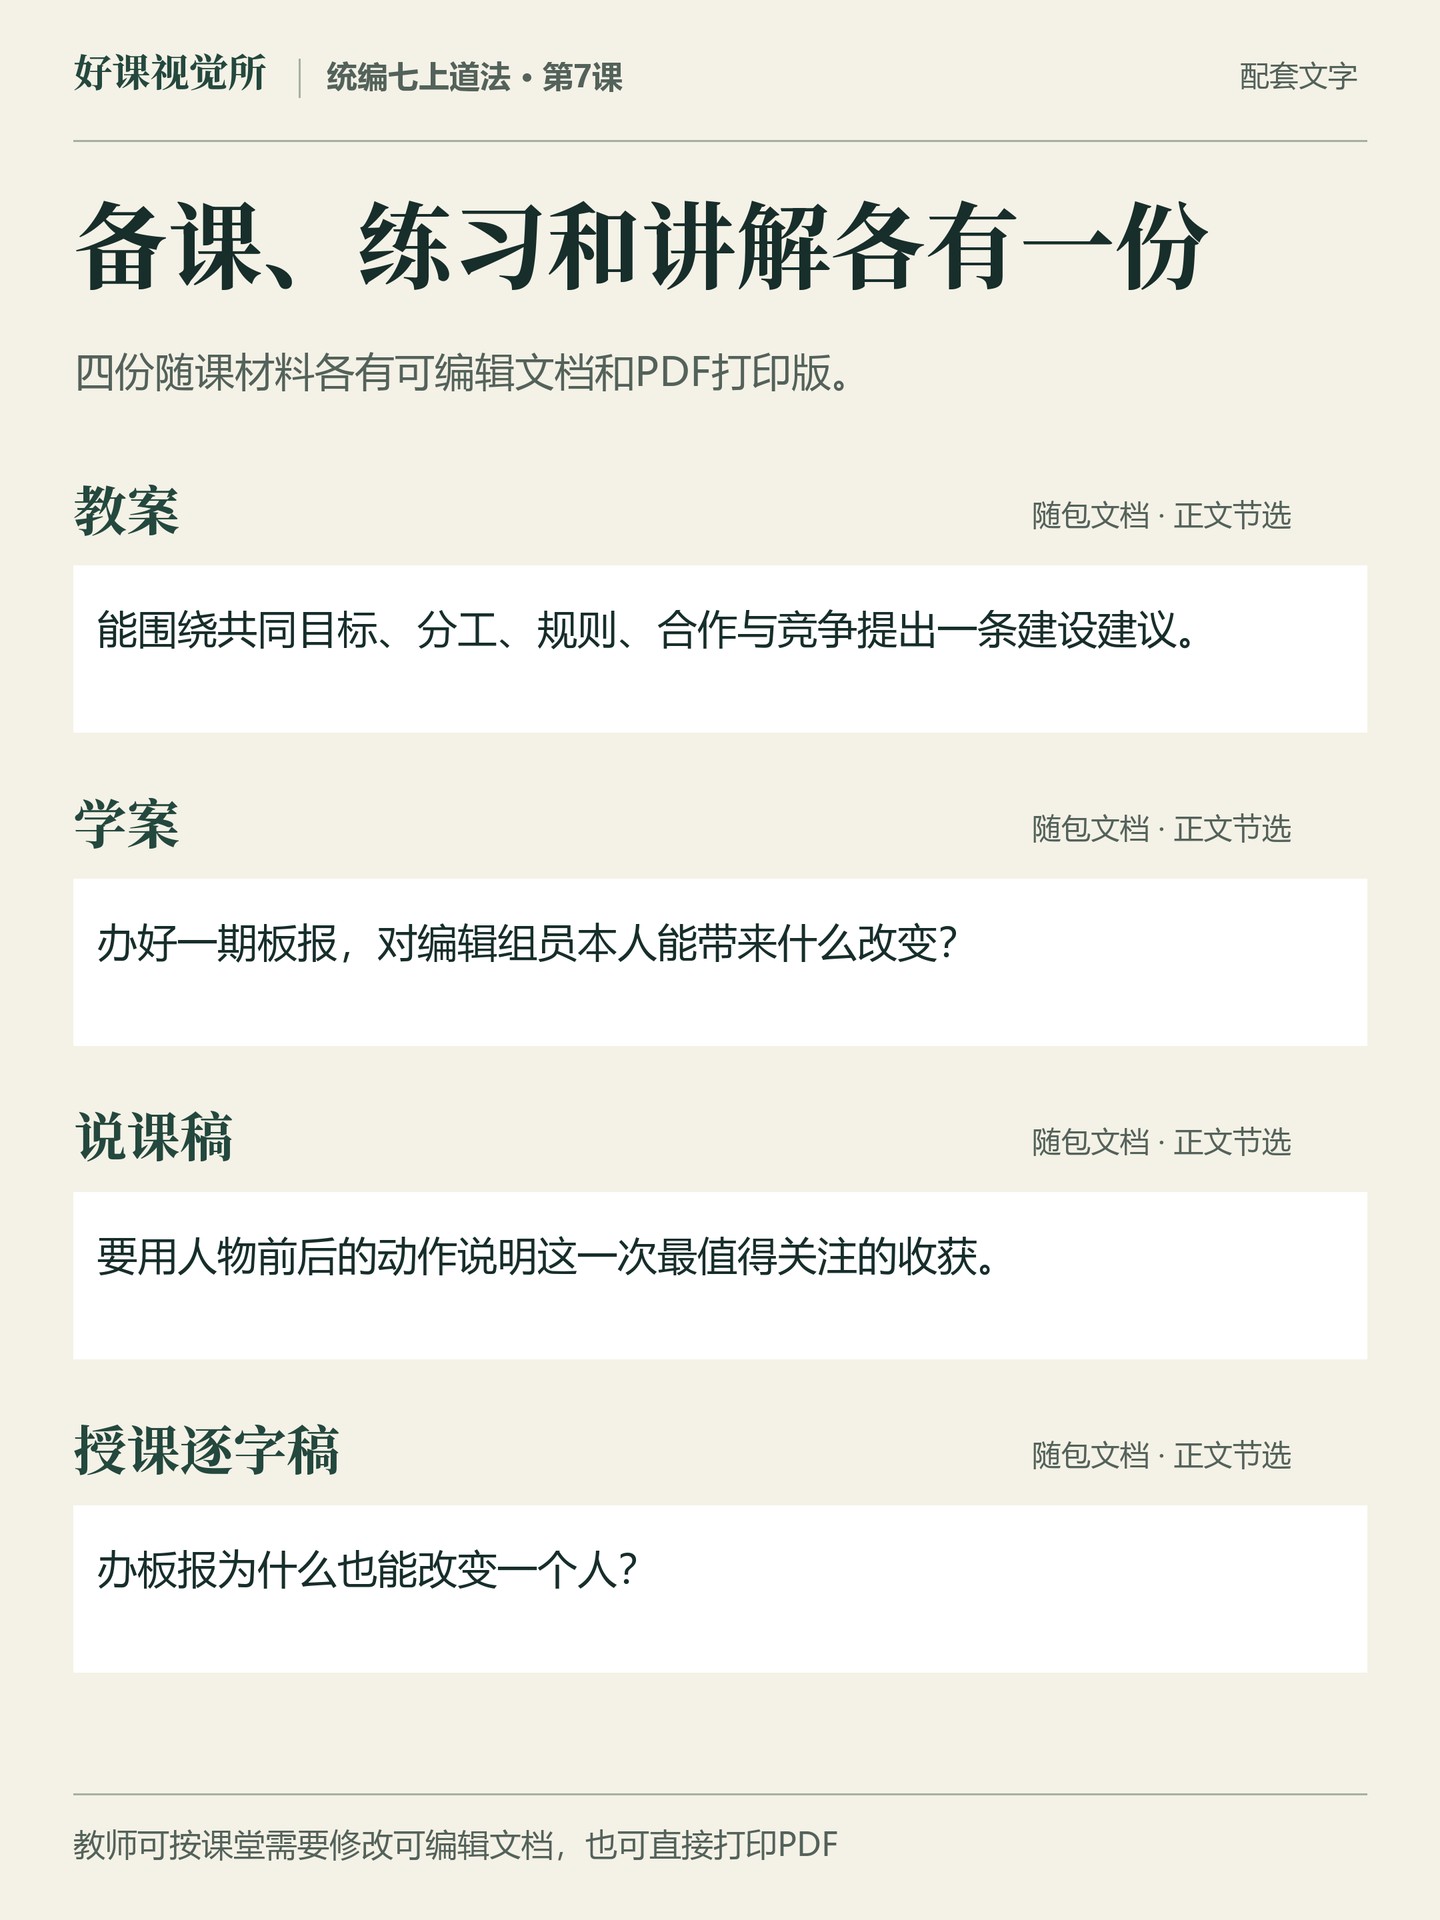 好课视觉所 统编七上道法·第7课 配套文字
备课、练习和讲解各有一份
四份随课材料各有可编辑文档和PDF打印版。
教案 随包文档·正文节选
能围绕共同目标、分工、规则、合作与竞争提出一条建设建议。
学案 随包文档·正文节选
办好一期板报，对编辑组员本人能带来什么改变？
说课稿 随包文档·正文节选
要用人物前后的动作说明这一次最值得关注的收获。
授课逐字稿 随包文档·正文节选
办板报为什么也能改变一个人？
教师可按课堂需要修改可编辑文档，也可直接打印PDF